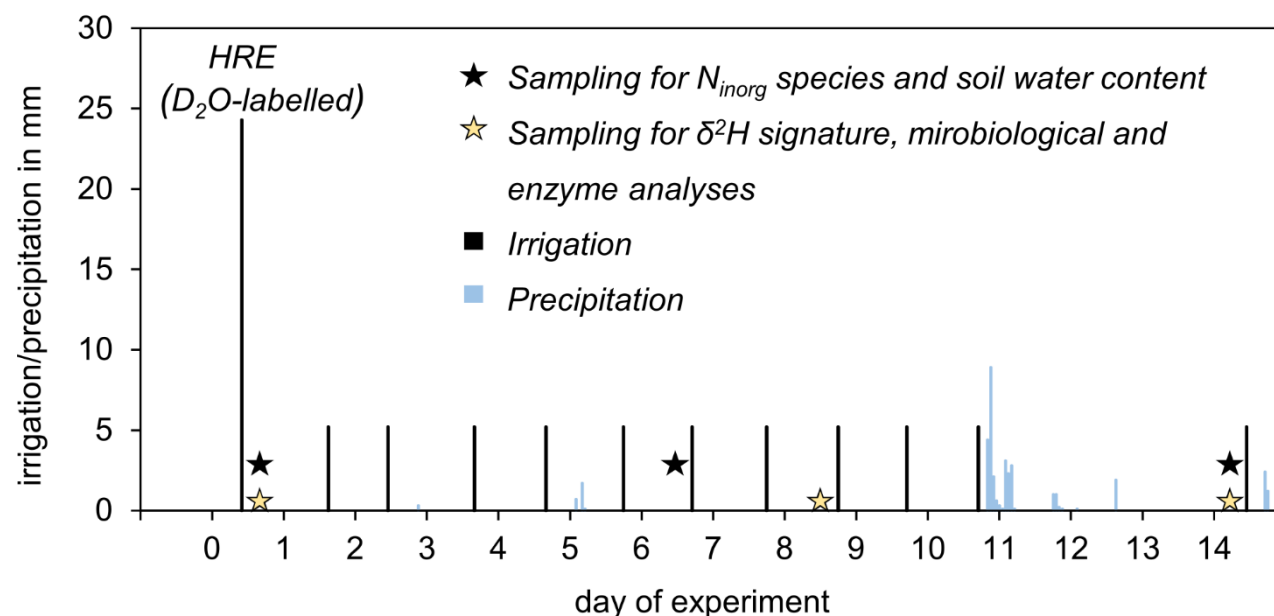 30
25
20
15
10
5
0
irrigation/precipitation in mm
HRE
(D₂O-labelled)
Sampling for N_inorg species and soil water content
Sampling for δ²H signature, mirobiological and
enzyme analyses
Irrigation
Precipitation
0 1 2 3 4 5 6 7 8 9 10 11 12 13 14
day of experiment